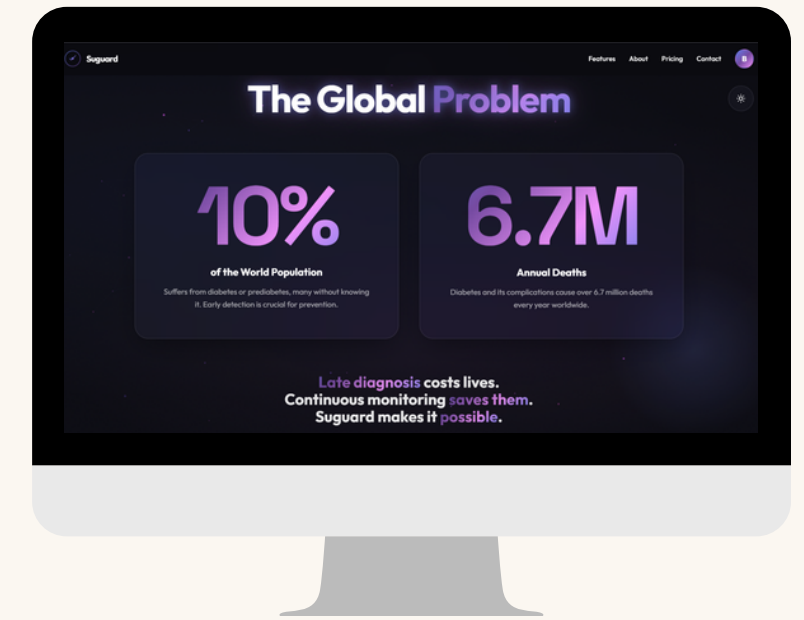 Suguard
Features About Pricing Contact B
The Global Problem
10%
of the World Population
Suffers from diabetes or prediabetes, many without knowing
it. Early detection is crucial for prevention.
6.7M
Annual Deaths
Diabetes and its complications cause over 6.7 million deaths
every year worldwide.
Late diagnosis costs lives.
Continuous monitoring saves them.
Suguard makes it possible.